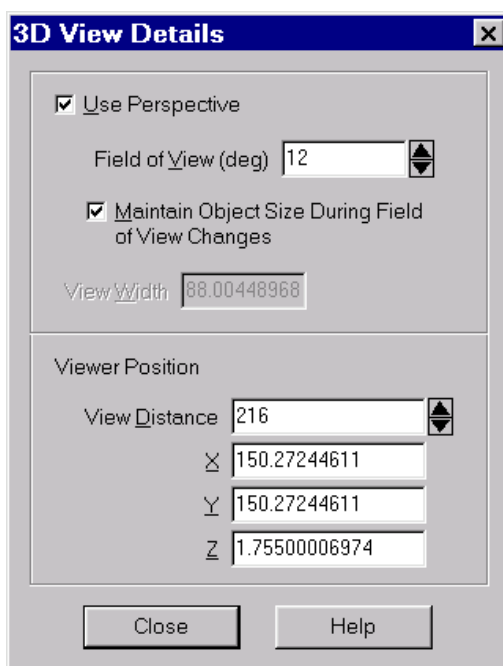 3D View Details
Use Perspective
Field of View (deg) 12
Maintain Object Size During Field
of View Changes
View Width 88.00448968
Viewer Position
View Distance 216
X 150.27244611
Y 150.27244611
Z 1.75500006974
Close Help